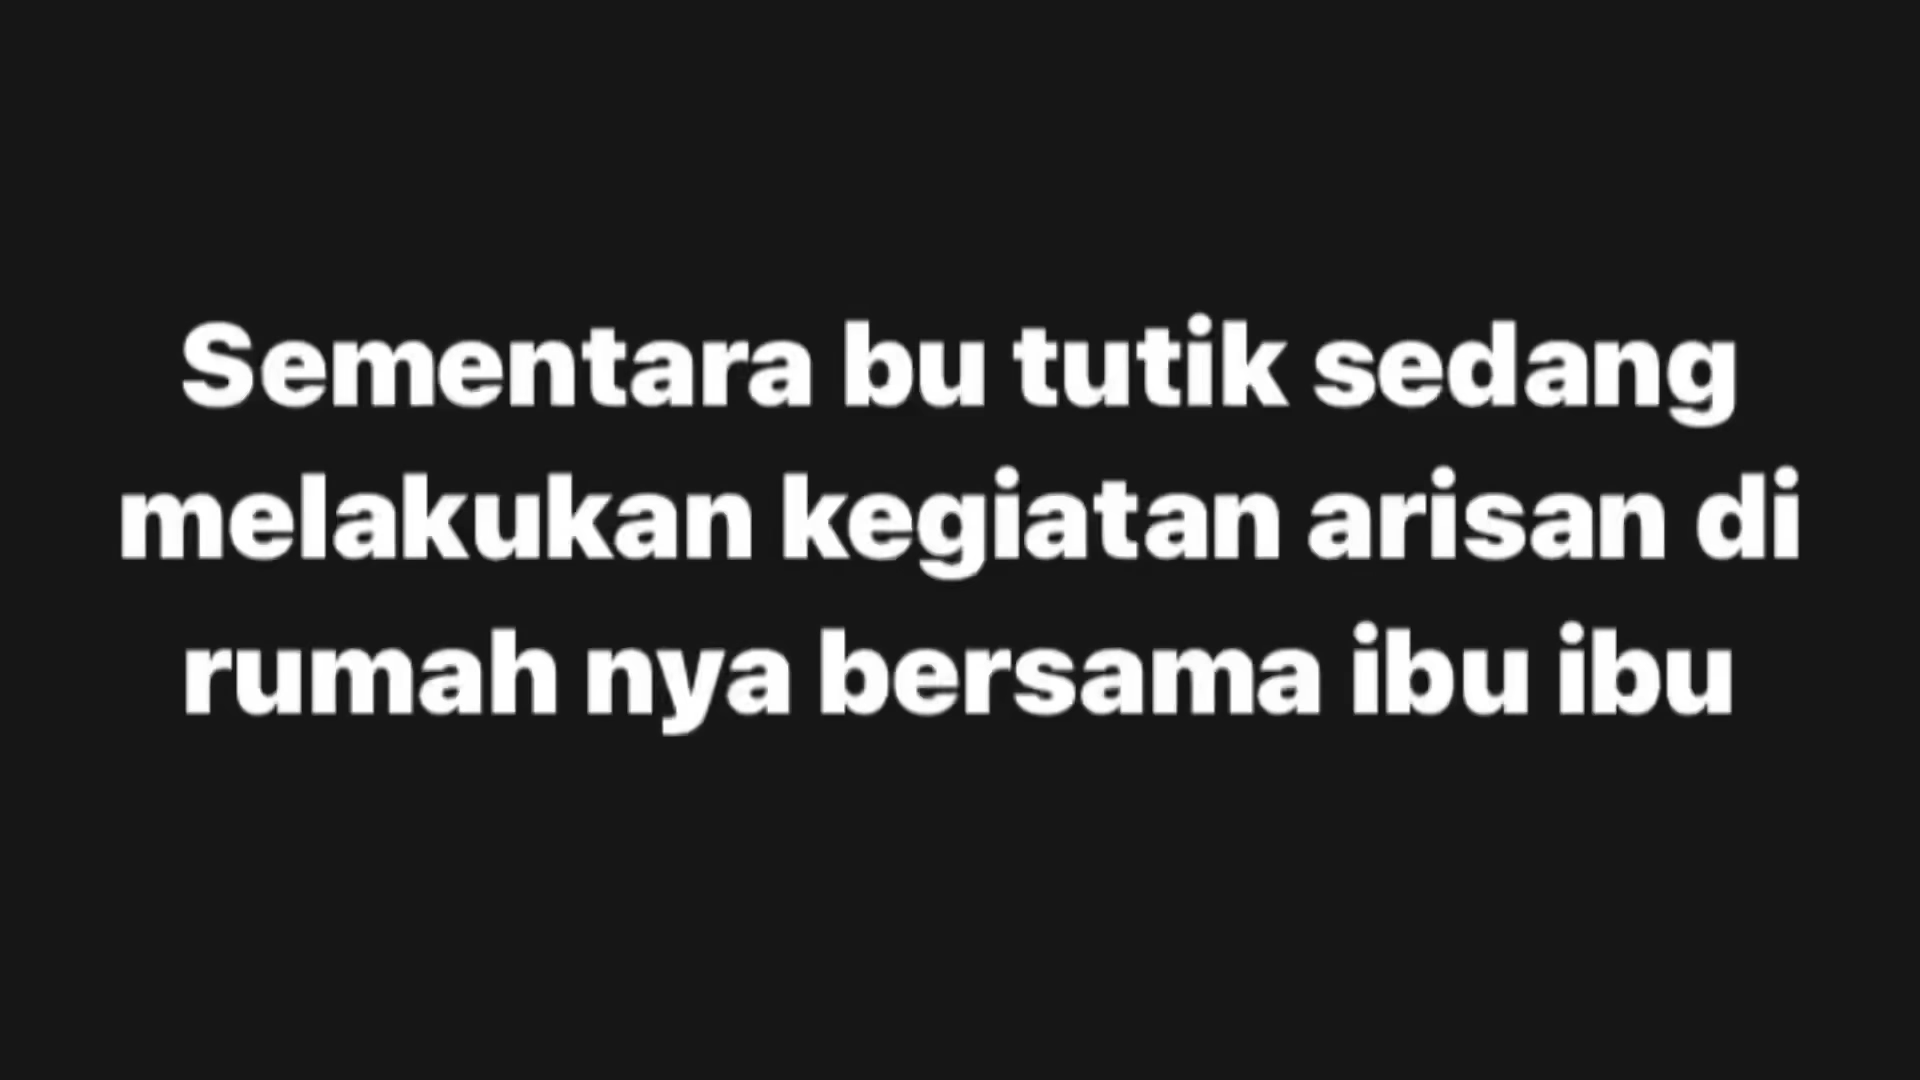 Sementara bu tutik sedang
melakukan kegiatan arisan di
rumah nya bersama ibu ibu